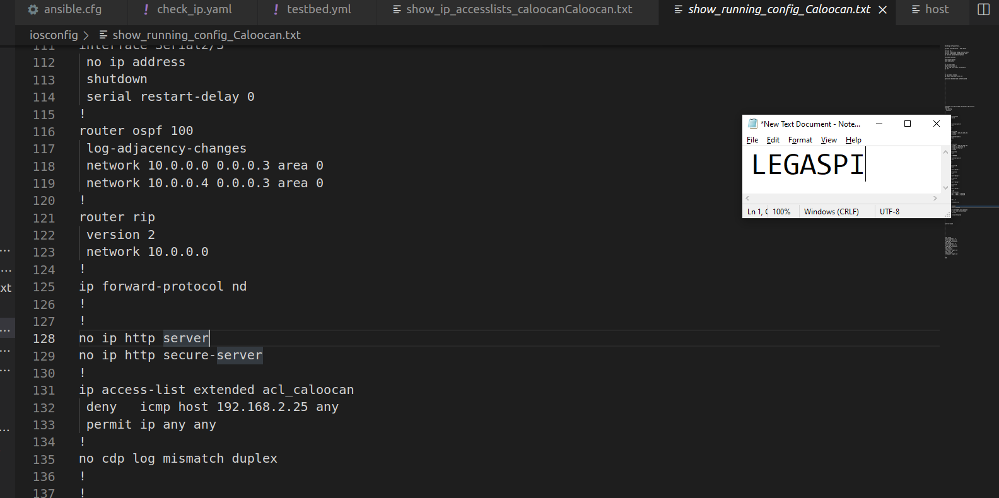 ansible.cfg
! check_ip.yaml
! testbed.yml
show_ip_accesslists_caloocanCaloocan.txt
show_running_config_Caloocan.txt
host
iosconfig > show_running_config_Caloocan.txt
111 interface Serial2/3
112 no ip address
113 shutdown
114 serial restart-delay 0
115 !
116 router ospf 100
117 log-adjacency-changes
118 network 10.0.0.0 0.0.0.3 area 0
119 network 10.0.0.4 0.0.0.3 area 0
120 !
121 router rip
122 version 2
123 network 10.0.0.0
124 !
125 ip forward-protocol nd
126 !
127 !
128 no ip http server
129 no ip http secure-server
130 !
131 ip access-list extended acl_caloocan
132 deny   icmp host 192.168.2.25 any
133 permit ip any any
134 !
135 no cdp log mismatch duplex
136 !
137 !
...
...
xt
...
...
...
...
*New Text Document - Note...
File Edit Format View Help
LEGASPI
Ln 1, C 100% Windows (CRLF) UTF-8